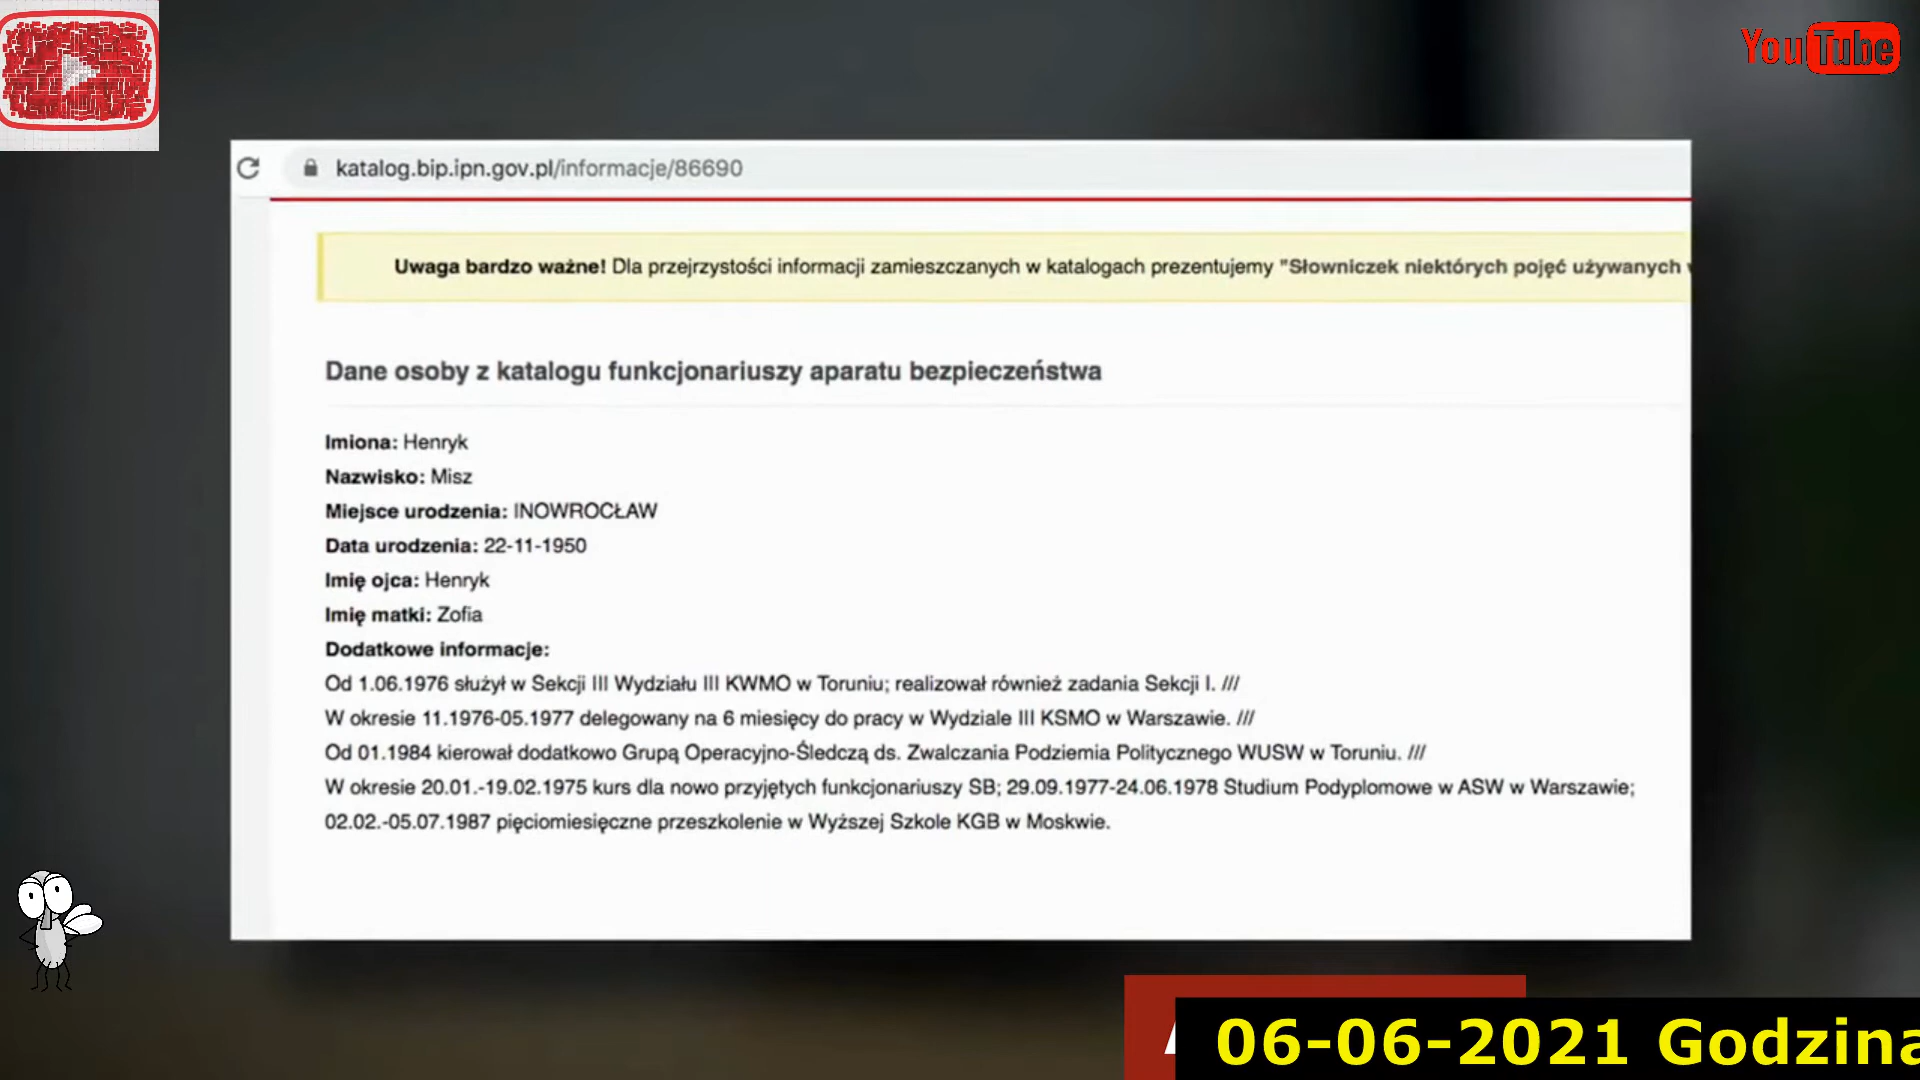 YouTube
katalog.bip.ipn.gov.pl/informacje/86690
Uwaga bardzo ważne! Dla przejrzystości informacji zamieszczanych w katalogach prezentujemy "Słowniczek niektórych pojęć używanych
Dane osoby z katalogu funkcjonariuszy aparatu bezpieczeństwa
Imiona: Henryk
Nazwisko: Misz
Miejsce urodzenia: INOWROCŁAW
Data urodzenia: 22-11-1950
Imię ojca: Henryk
Imię matki: Zofia
Dodatkowe informacje:
Od 1.06.1976 służył w Sekcji III Wydziału III KWMO w Toruniu; realizował również zadania Sekcji I. ///
W okresie 11.1976-05.1977 delegowany na 6 miesięcy do pracy w Wydziale III KSMO w Warszawie. ///
Od 01.1984 kierował dodatkowo Grupą Operacyjno-Śledczą ds. Zwalczania Podziemia Politycznego WUSW w Toruniu. ///
W okresie 20.01.-19.02.1975 kurs dla nowo przyjętych funkcjonariuszy SB; 29.09.1977-24.06.1978 Studium Podyplomowe w ASW w Warszawie;
02.02.-05.07.1987 pięciomiesięczne przeszkolenie w Wyższej Szkole KGB w Moskwie.
06-06-2021 Godzina